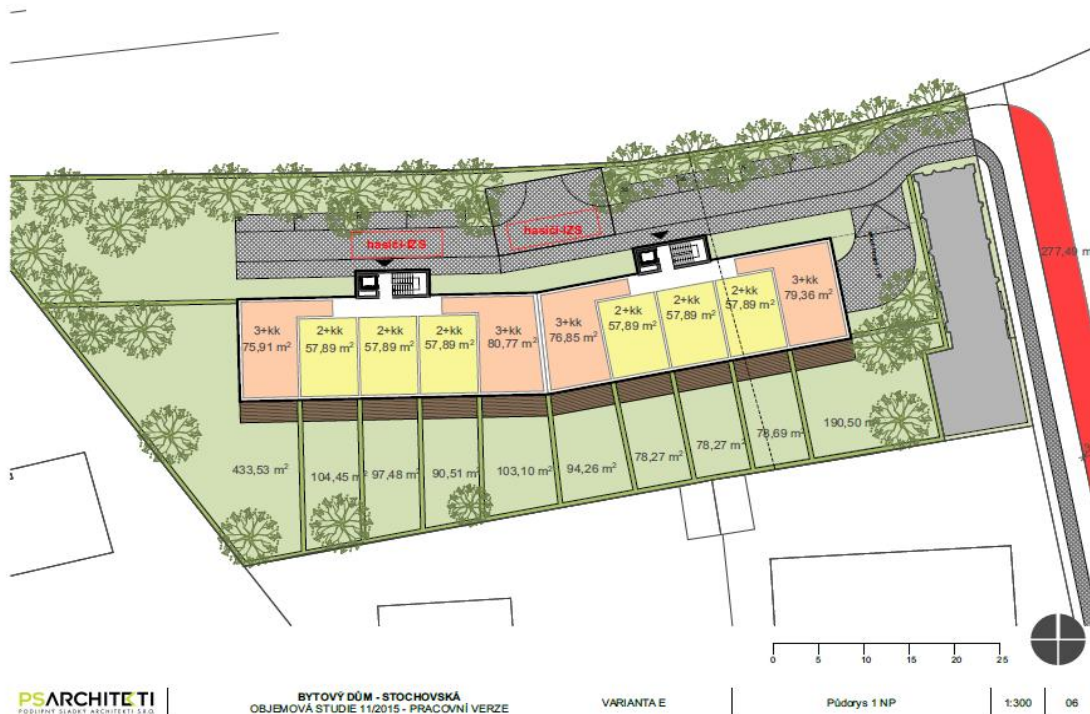 277,49 m²
hasiči-IZS
hasiči-IZS
3+kk
75,91 m²
2+kk
57,89 m²
2+kk
57,89 m²
2+kk
57,89 m²
3+kk
80,77 m²
3+kk
76,85 m²
2+kk
57,89 m²
2+kk
57,89 m²
2+kk
57,89 m²
3+kk
79,36 m²
433,53 m²
104,45 m²
97,48 m²
90,51 m²
103,10 m²
94,26 m²
78,27 m²
78,27 m²
78,69 m²
190,50 m²
0 5 10 15 20 25
PSARCHITEKTI
PODLIPNÝ SLADKÝ ARCHITEKTI S.R.O.
BYTOVÝ DŮM - STOCHOVSKÁ
OBJEMOVÁ STUDIE 11/2015 - PRACOVNÍ VERZE
VARIANTA E
Půdorys 1 NP
1:300
06